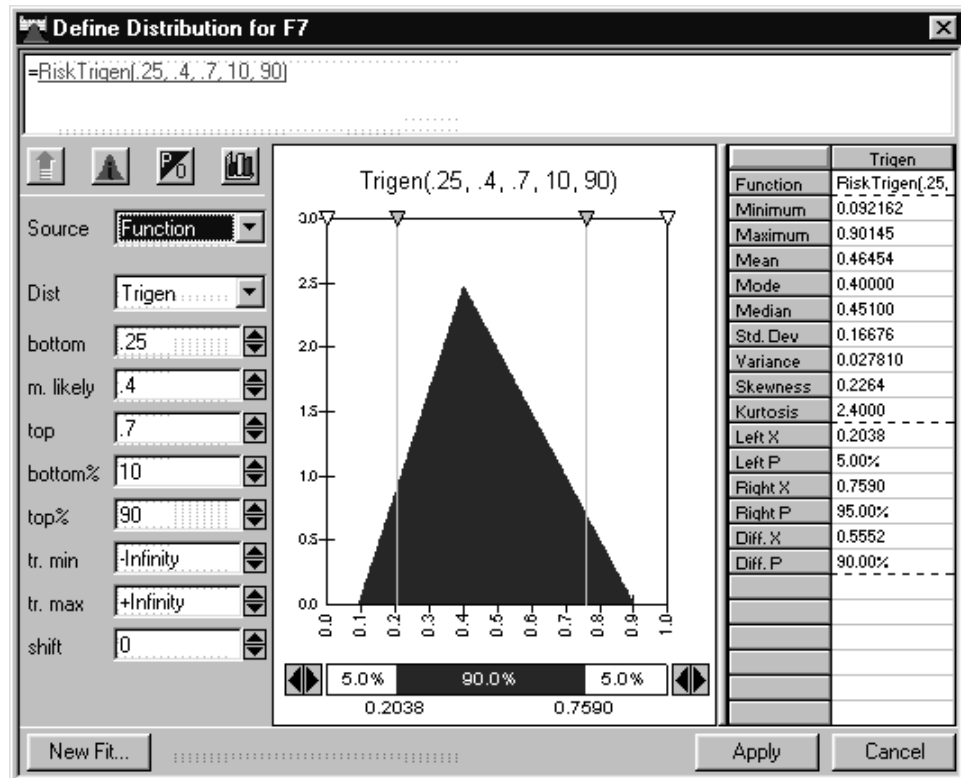 Define Distribution for F7
=RiskTrigen(.25, .4, .7, 10, 90)
P O
Source Function
Dist Trigen
bottom .25
m. likely .4
top .7
bottom% 10
top% 90
tr. min -Infinity
tr. max +Infinity
shift 0
Trigen(.25, .4, .7, 10, 90)
3.0
2.5
2.0
1.5
1.0
0.5
0.0
0.0 0.1 0.2 0.3 0.4 0.5 0.6 0.7 0.8 0.9 1.0
5.0% 90.0% 5.0%
0.2038 0.7590
Trigen
Function RiskTrigen(.25,
Minimum 0.092162
Maximum 0.90145
Mean 0.46454
Mode 0.40000
Median 0.45100
Std. Dev 0.16676
Variance 0.027810
Skewness 0.2264
Kurtosis 2.4000
Left X 0.2038
Left P 5.00%
Right X 0.7590
Right P 95.00%
Diff. X 0.5552
Diff. P 90.00%
New Fit... Apply Cancel